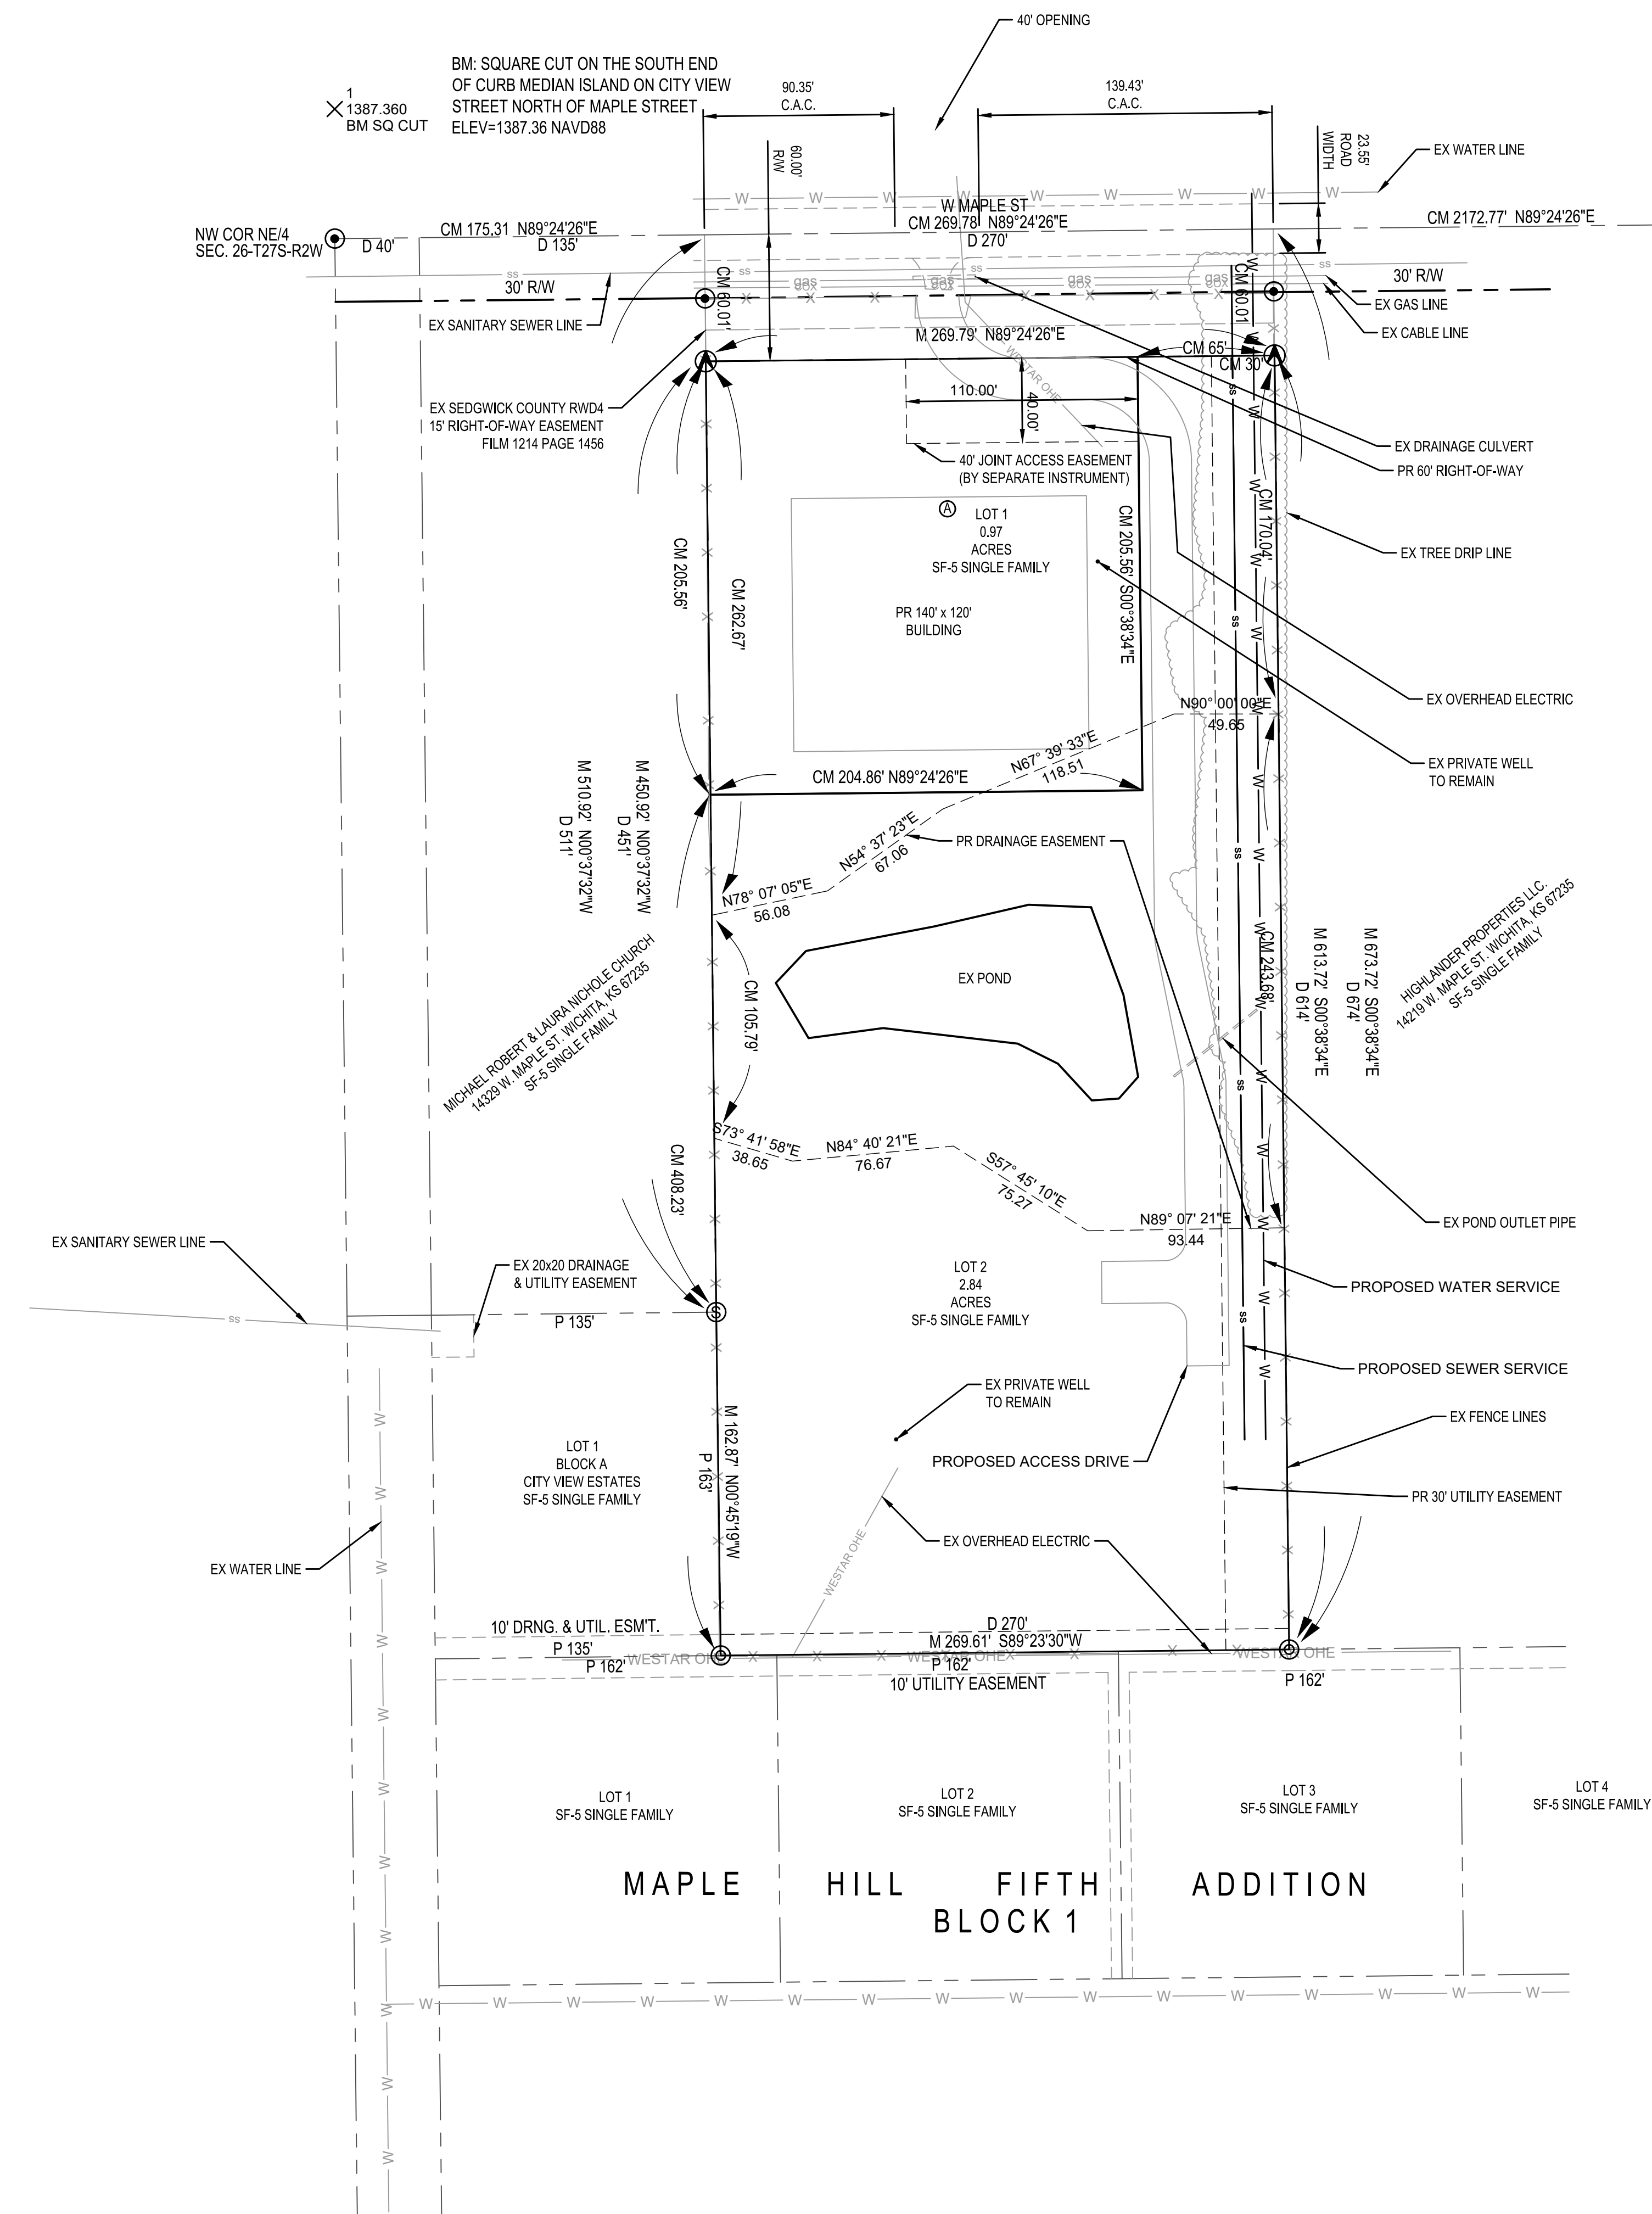 40' OPENING
BM: SQUARE CUT ON THE SOUTH END
OF CURB MEDIAN ISLAND ON CITY VIEW
STREET NORTH OF MAPLE STREET
ELEV=1387.36 NAVD88
1
1387.360
BM SQ CUT
90.35'
C.A.C.
139.43'
C.A.C.
60.00'
R/W
23.55'
ROAD
WIDTH
EX WATER LINE
W W W W W W W W W
W MAPLE ST
CM 269.78 N89°24'26"E
D 270'
CM 175.31 N89°24'26"E
D 135'
CM 2172.77' N89°24'26"E
NW COR NE/4
SEC. 26-T27S-R2W
D 40'
ss ss ss ss
gas gas gas gas
cox cox cox cox
30' R/W
30' R/W
EX GAS LINE
EX CABLE LINE
EX SANITARY SEWER LINE
CM 60.01'
CM 60.01
M 269.79' N89°24'26"E
CM 65'
CM 30'
WESTAR OHE
110.00'
40.00'
EX SEDGWICK COUNTY RWD4
15' RIGHT-OF-WAY EASEMENT
FILM 1214 PAGE 1456
40' JOINT ACCESS EASEMENT
(BY SEPARATE INSTRUMENT)
EX DRAINAGE CULVERT
PR 60' RIGHT-OF-WAY
A
LOT 1
0.97
ACRES
SF-5 SINGLE FAMILY
PR 140' x 120'
BUILDING
CM 205.56' S00°38'34"E
CM 170.04'
EX TREE DRIP LINE
CM 205.56'
CM 262.67'
EX OVERHEAD ELECTRIC
EX PRIVATE WELL
TO REMAIN
N90° 00' 00"E
49.65
N67° 39' 33"E
118.51
CM 204.86' N89°24'26"E
N54° 37' 23"E
67.06
PR DRAINAGE EASEMENT
N78° 07' 05"E
56.08
M 510.92' N00°37'32"W
D 511'
M 450.92' N00°37'32"W
D 451'
MICHAEL ROBERT & LAURA NICHOLE CHURCH
14329 W. MAPLE ST. WICHITA, KS 67235
SF-5 SINGLE FAMILY
EX POND
CM 105.79'
CM 243.68'
M 613.72' S00°38'34"E
D 614'
M 673.72' S00°38'34"E
D 674'
HIGHLANDER PROPERTIES LLC.
14219 W. MAPLE ST. WICHITA, KS 67235
SF-5 SINGLE FAMILY
CM 408.23'
S73° 41' 58"E
38.65
N84° 40' 21"E
76.67
S57° 45' 10"E
75.27
N89° 07' 21"E
93.44
EX POND OUTLET PIPE
EX SANITARY SEWER LINE
ss
EX 20x20 DRAINAGE
& UTILITY EASEMENT
P 135'
S
LOT 2
2.84
ACRES
SF-5 SINGLE FAMILY
PROPOSED WATER SERVICE
PROPOSED SEWER SERVICE
EX PRIVATE WELL
TO REMAIN
EX FENCE LINES
LOT 1
BLOCK A
CITY VIEW ESTATES
SF-5 SINGLE FAMILY
M 162.87' N00°45'19"W
P 163'
PROPOSED ACCESS DRIVE
PR 30' UTILITY EASEMENT
EX OVERHEAD ELECTRIC
WESTAR OHE
EX WATER LINE
10' DRNG. & UTIL. ESM'T.
D 270'
M 269.61' S89°23'30"W
P 135'
P 162'
WESTAR OHE
WESTAR OHE
WESTAR OHE
P 162'
10' UTILITY EASEMENT
P 162'
LOT 1
SF-5 SINGLE FAMILY
LOT 2
SF-5 SINGLE FAMILY
LOT 3
SF-5 SINGLE FAMILY
LOT 4
SF-5 SINGLE FAMILY
MAPLE HILL FIFTH ADDITION
BLOCK 1
W W W W W W W W W W W W W W W W